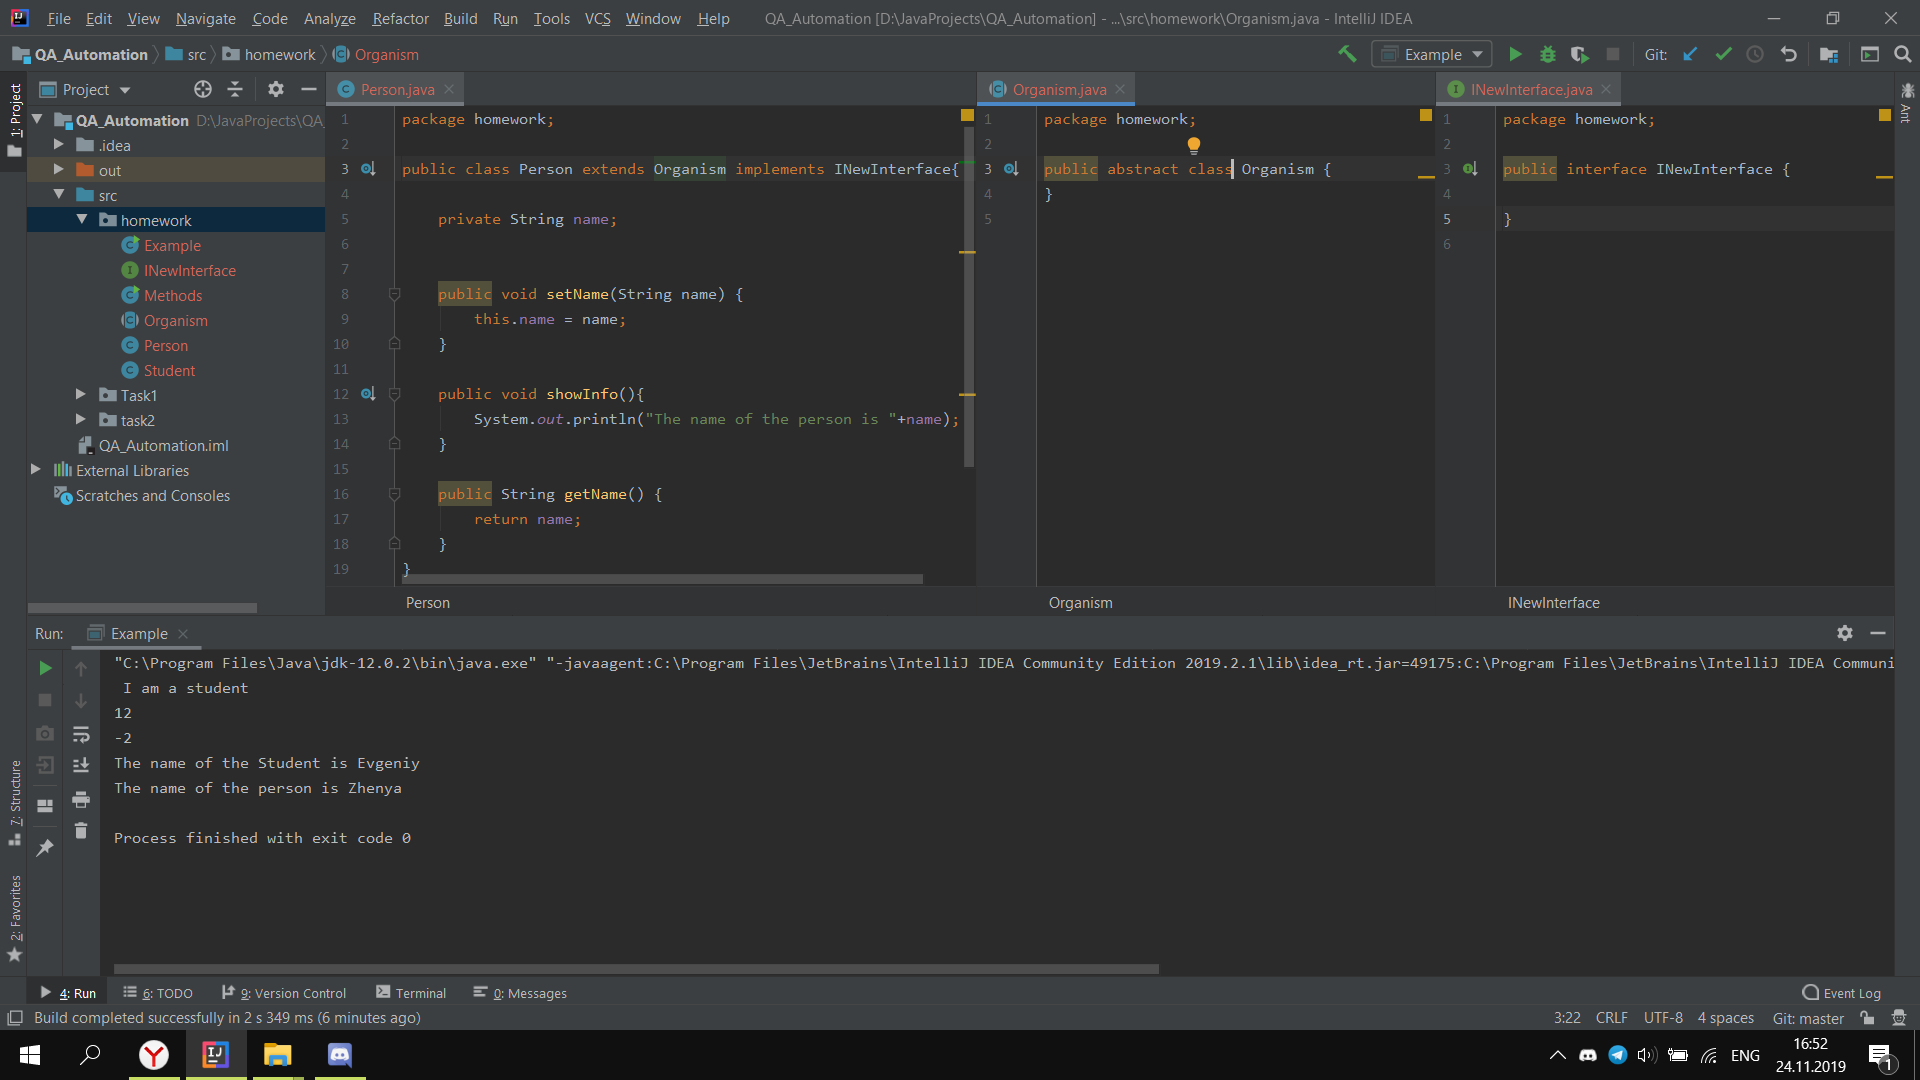 File Edit View Navigate Code Analyze Refactor Build Run Tools VCS Window Help QA_Automation [D:\JavaProjects\QA_Automation] - ...\src\homework\Organism.java - IntelliJ IDEA
QA_Automation src homework Organism Example Git:
1: Project
Project
QA_Automation D:\JavaProjects\QA_
.idea
out
src
homework
Example
INewInterface
Methods
Organism
Person
Student
Task1
task2
QA_Automation.iml
External Libraries
Scratches and Consoles
Person.java
1 package homework;
2
3 public class Person extends Organism implements INewInterface{
4
5 private String name;
6
7
8 public void setName(String name) {
9 this.name = name;
10 }
11
12 public void showInfo(){
13 System.out.println("The name of the person is "+name);
14 }
15
16 public String getName() {
17 return name;
18 }
19 }
Person
Organism.java
1 package homework;
2
3 public abstract class Organism {
4 }
5
Organism
INewInterface.java
1 package homework;
2
3 public interface INewInterface {
4
5 }
6
INewInterface
Ant
Run: Example
"C:\Program Files\Java\jdk-12.0.2\bin\java.exe" "-javaagent:C:\Program Files\JetBrains\IntelliJ IDEA Community Edition 2019.2.1\lib\idea_rt.jar=49175:C:\Program Files\JetBrains\IntelliJ IDEA Communi
I am a student
12
-2
The name of the Student is Evgeniy
The name of the person is Zhenya
Process finished with exit code 0
7: Structure
2: Favorites
4: Run 6: TODO 9: Version Control Terminal 0: Messages Event Log
Build completed successfully in 2 s 349 ms (6 minutes ago) 3:22 CRLF UTF-8 4 spaces Git: master
ENG 16:52
24.11.2019
1